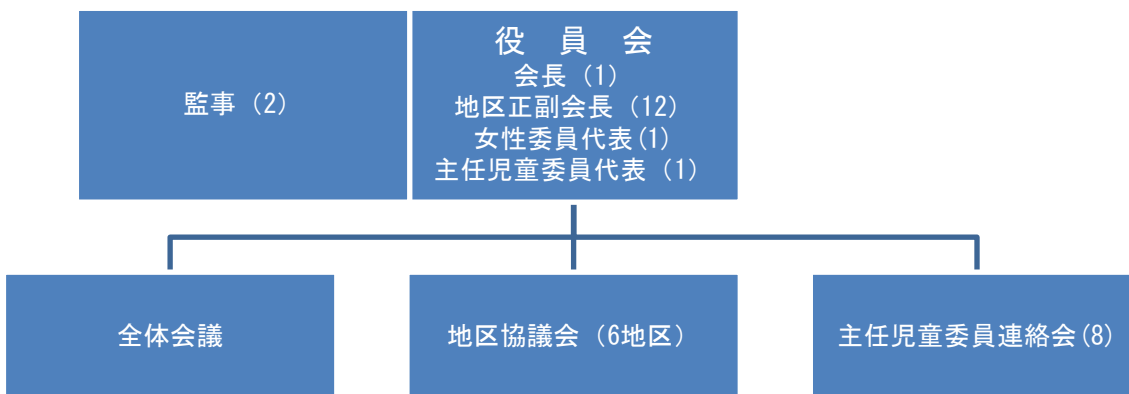 監事（2）
役　員　会
会長（1）
地区正副会長（12）
女性委員代表(1)
主任児童委員代表（1）
全体会議
地区協議会（6地区）
主任児童委員連絡会(8)